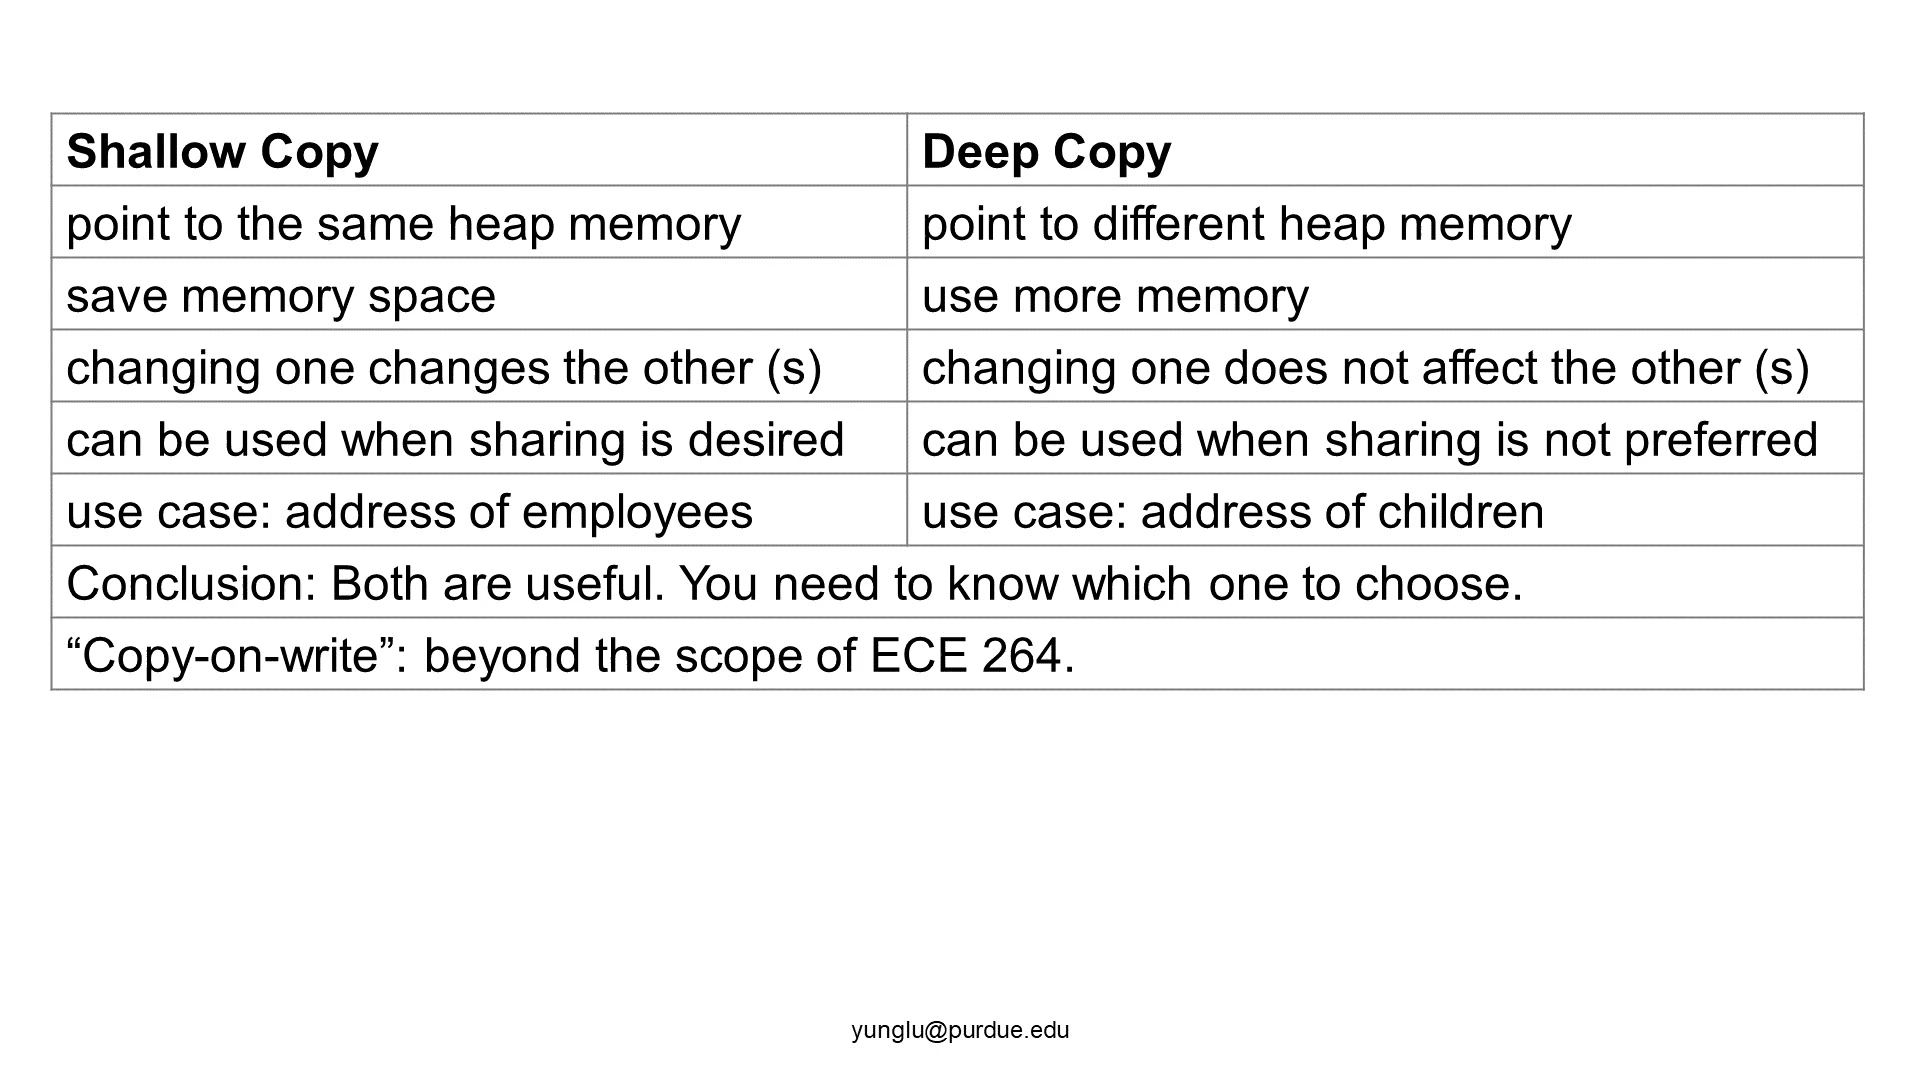 Shallow Copy
Deep Copy
point to the same heap memory
point to different heap memory
save memory space
use more memory
changing one changes the other (s)
changing one does not affect the other (s)
can be used when sharing is desired
can be used when sharing is not preferred
use case: address of employees
use case: address of children
Conclusion: Both are useful. You need to know which one to choose.
“Copy-on-write”: beyond the scope of ECE 264.
yunglu@purdue.edu